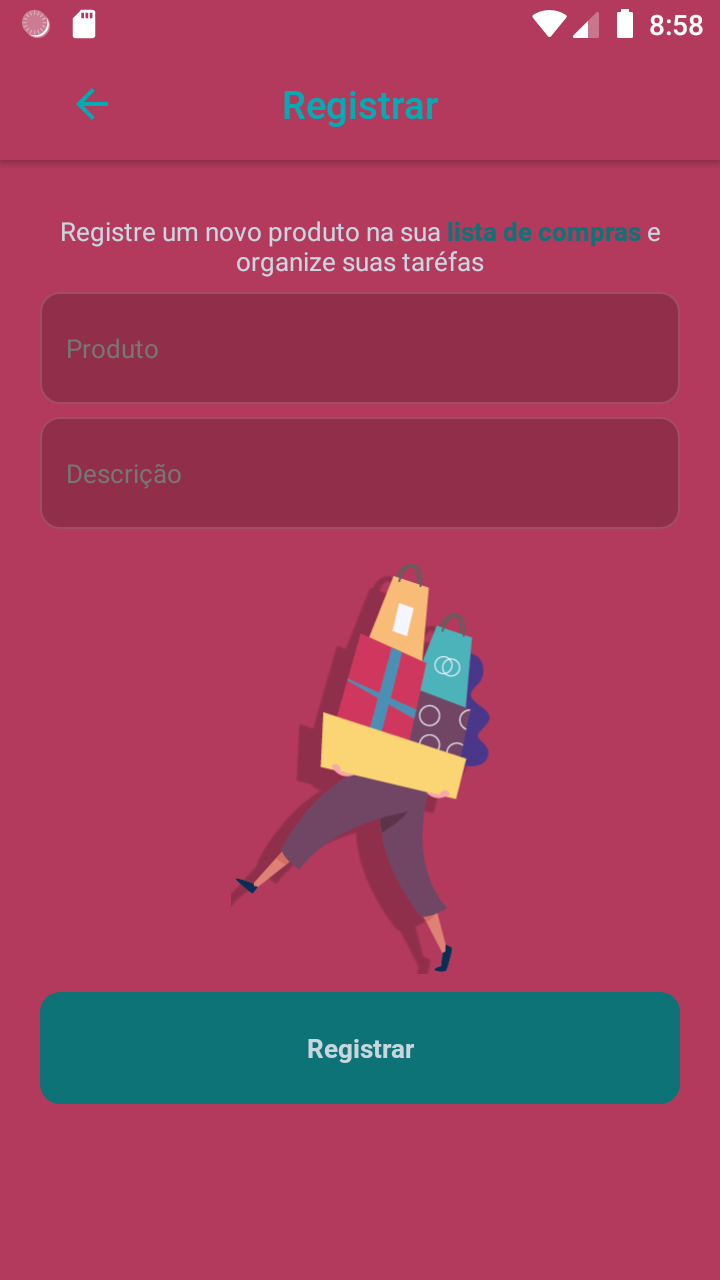 8:58
Registrar
Registre um novo produto na sua lista de compras e
organize suas taréfas
Produto
Descrição
Registrar